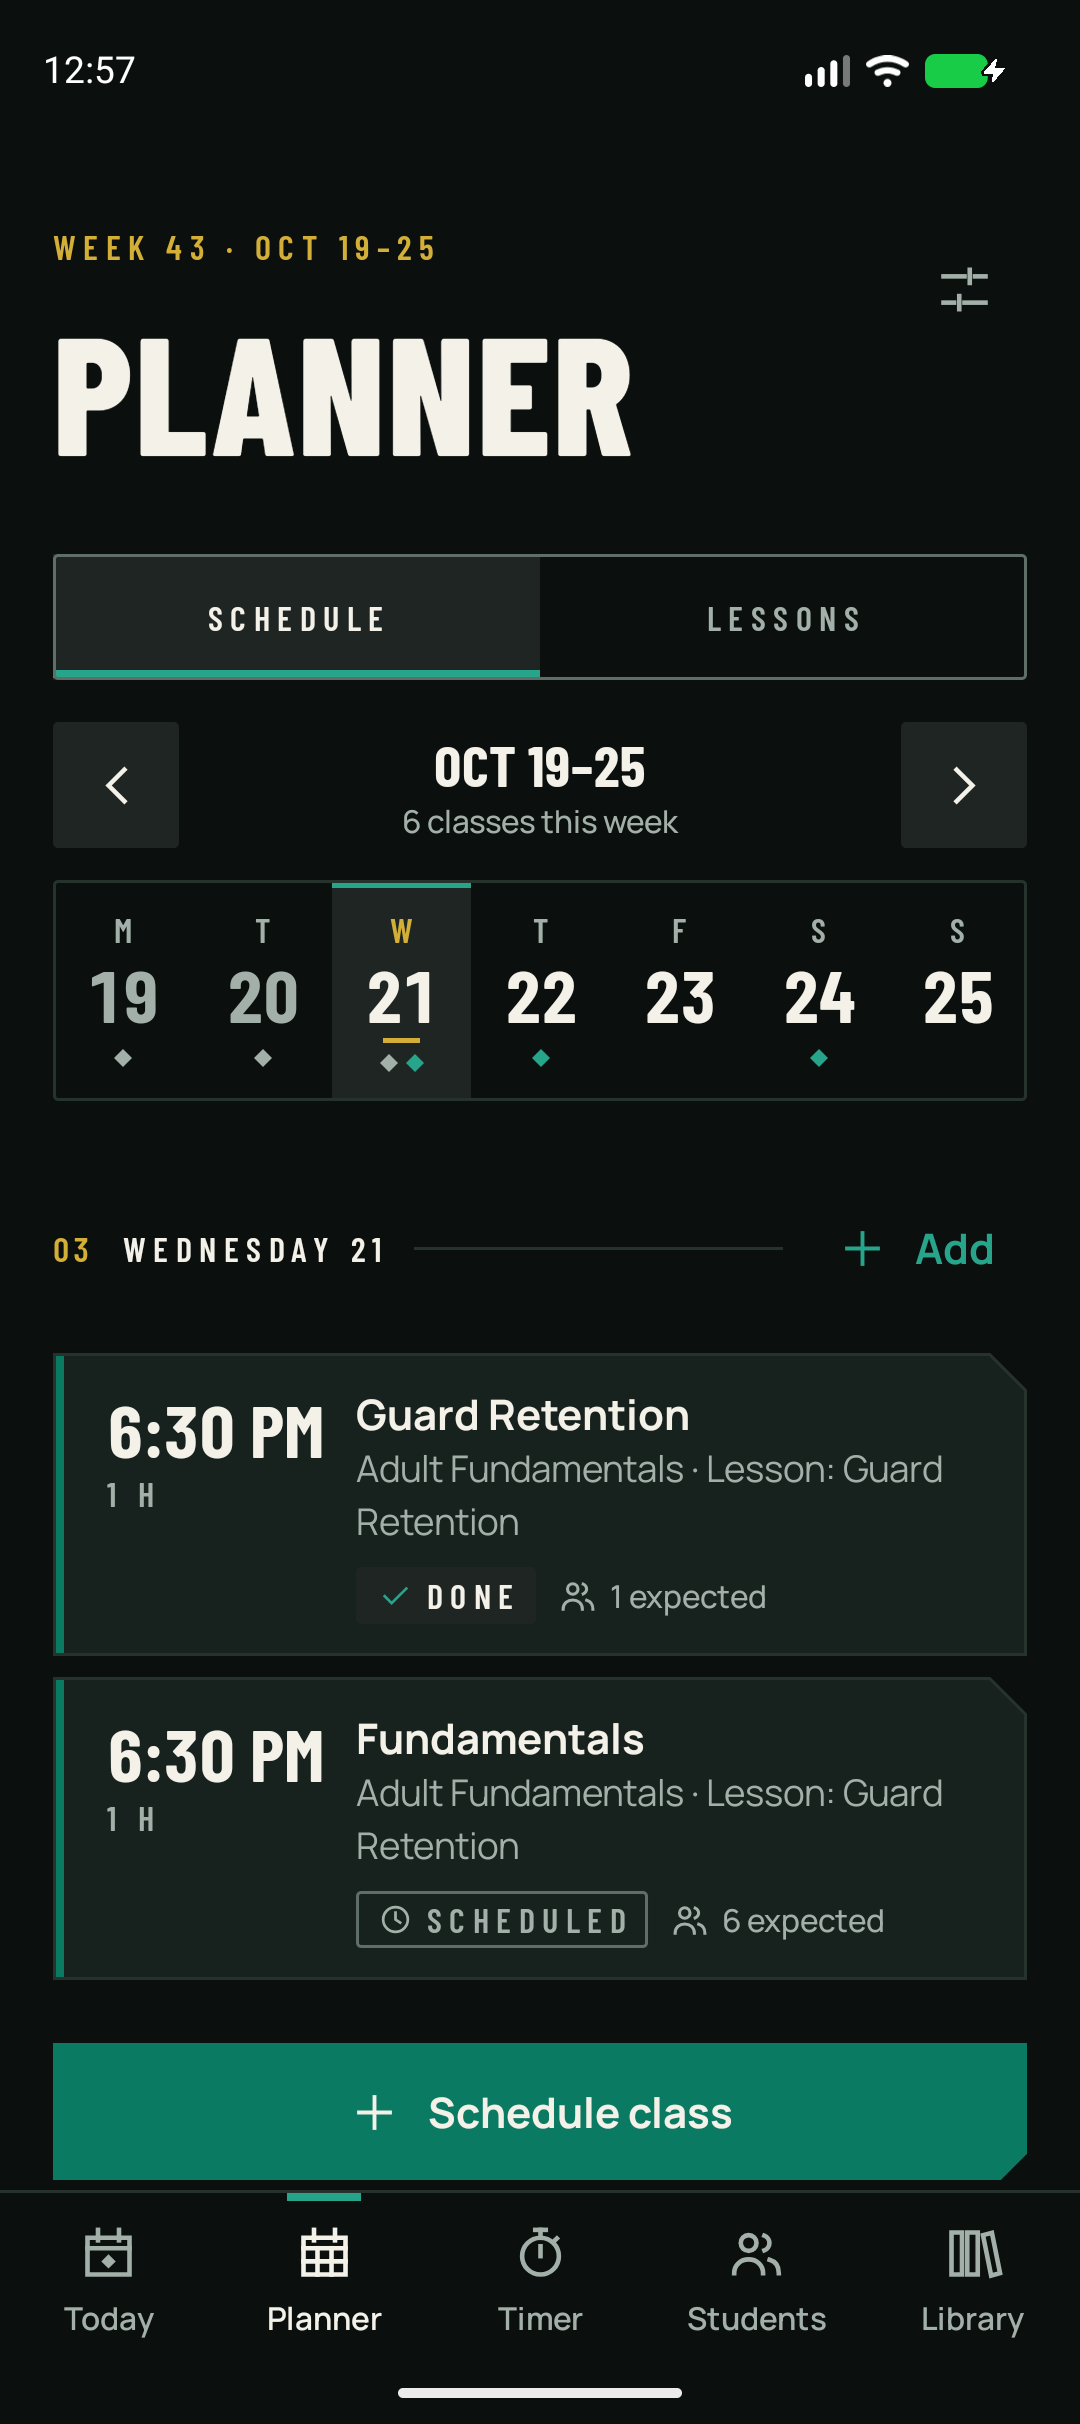 12:57
WEEK 43 · OCT 19–25
PLANNER
SCHEDULE
LESSONS
OCT 19–25
6 classes this week
M T W T F S S
19 20 21 22 23 24 25
03 WEDNESDAY 21
Add
6:30 PM
1 H
Guard Retention
Adult Fundamentals · Lesson: Guard
Retention
DONE
1 expected
6:30 PM
1 H
Fundamentals
Adult Fundamentals · Lesson: Guard
Retention
SCHEDULED
6 expected
Schedule class
Today
Planner
Timer
Students
Library